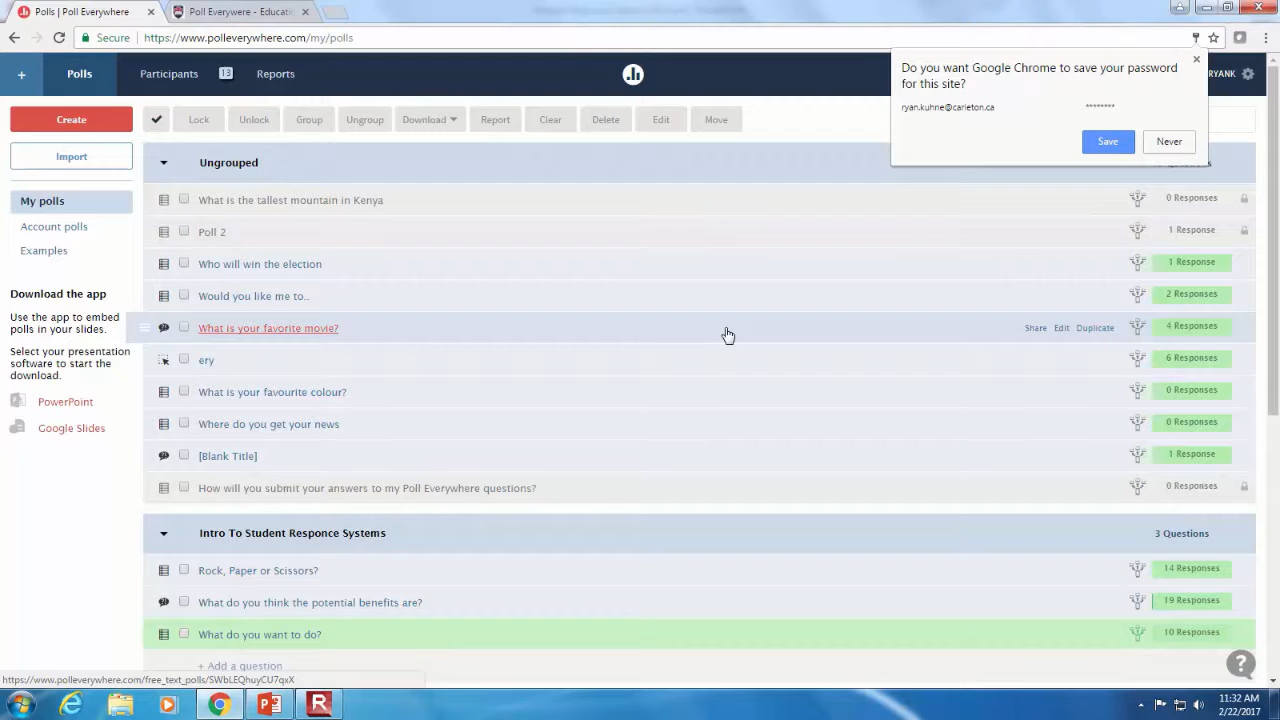 Polls | Poll Everywhere
Poll Everywere - Educatio
Secure
https://www.polleverywhere.com/my/polls
+
Polls
Participants
13
Reports
RYANK
Do you want Google Chrome to save your password
for this site?
ryan.kuhne@carleton.ca
********
Save
Never
Create
Lock
Unlock
Group
Ungroup
Download
Report
Clear
Delete
Edit
Move
Import
My polls
Account polls
Examples
Download the app
Use the app to embed
polls in your slides.
Select your presentation
software to start the
download.
PowerPoint
Google Slides
Ungrouped
What is the tallest mountain in Kenya
0 Responses
Poll 2
1 Response
Who will win the election
1 Response
Would you like me to..
2 Responses
What is your favorite movie?
Share Edit Duplicate
4 Responses
ery
6 Responses
What is your favourite colour?
0 Responses
Where do you get your news
0 Responses
[Blank Title]
1 Response
How will you submit your answers to my Poll Everywhere questions?
0 Responses
Intro To Student Responce Systems
3 Questions
Rock, Paper or Scissors?
14 Responses
What do you think the potential benefits are?
19 Responses
What do you want to do?
10 Responses
+ Add a question
https://www.polleverywhere.com/free_text_polls/SWbLEQhuyCU7qxX
?
11:32 AM
2/22/2017